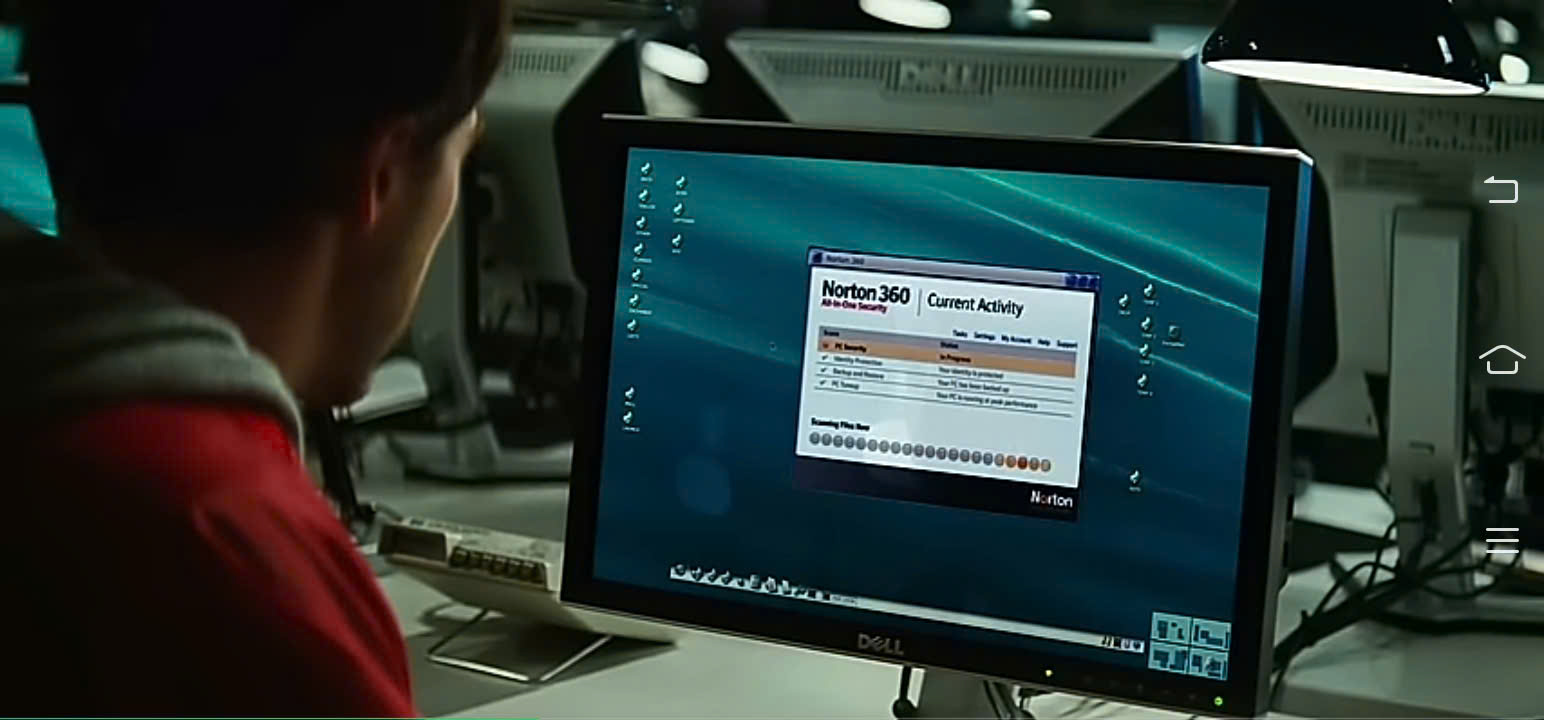 DELL
Norton 360
Norton 360 | Current Activity
All-In-One Security
Tasks Settings My Account Help Support
Status
PC Security In Progress
Identity Protection Your identity is protected
Backup and Restore Your PC has been backed up
PC Tuneup Your PC is running at peak performance
Scanning Files Now
Norton
DELL